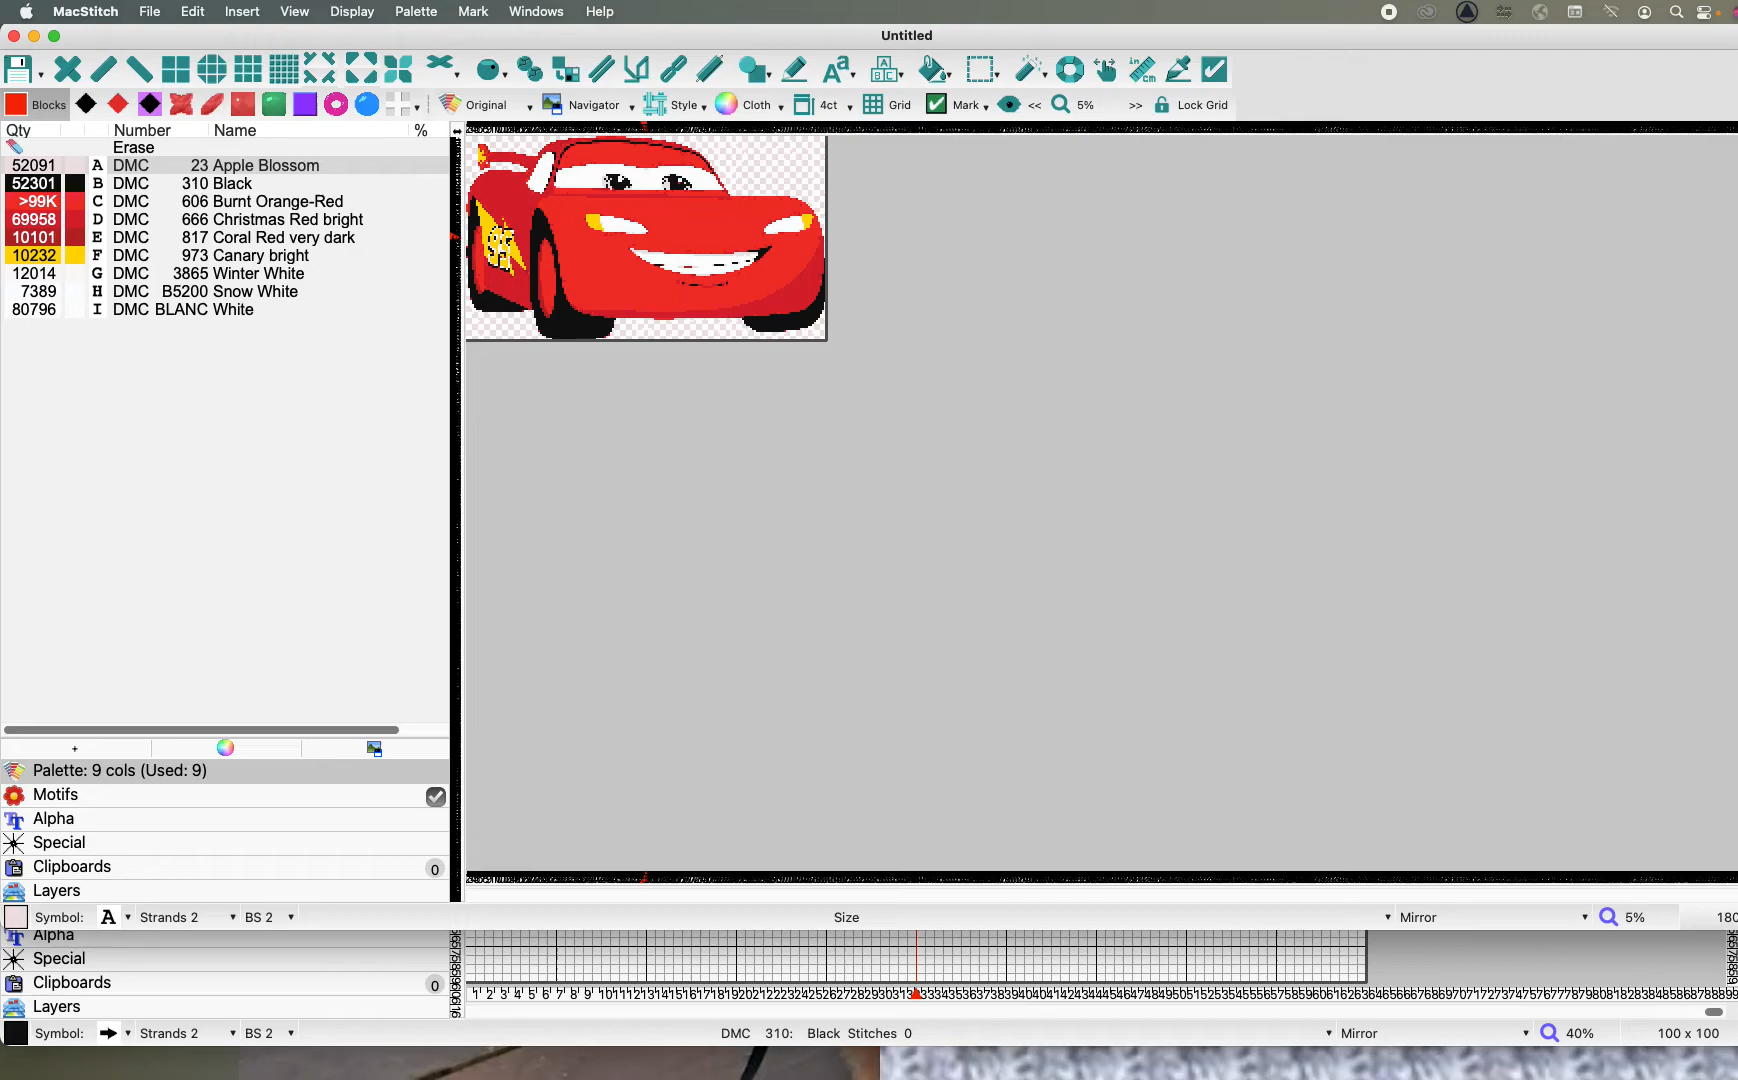 MacStitch File Edit Insert View Display Palette Mark Windows Help
Untitled
Blocks Original Navigator Style Cloth 4ct Grid Mark << 5% >> Lock Grid
Qty Number Name %
Erase
52091 A DMC 23 Apple Blossom
52301 B DMC 310 Black
>99K C DMC 606 Burnt Orange-Red
69958 D DMC 666 Christmas Red bright
10101 E DMC 817 Coral Red very dark
10232 F DMC 973 Canary bright
12014 G DMC 3865 Winter White
7389 H DMC B5200 Snow White
80796 I DMC BLANC White
95
+
Palette: 9 cols (Used: 9)
Motifs
Alpha
Special
Clipboards 0
Layers
Symbol: A Strands 2 BS 2 Size Mirror 5% 180
Alpha
Special
Clipboards 0
Layers
Symbol: Strands 2 BS 2 DMC 310: Black Stitches 0 Mirror 40% 100 x 100